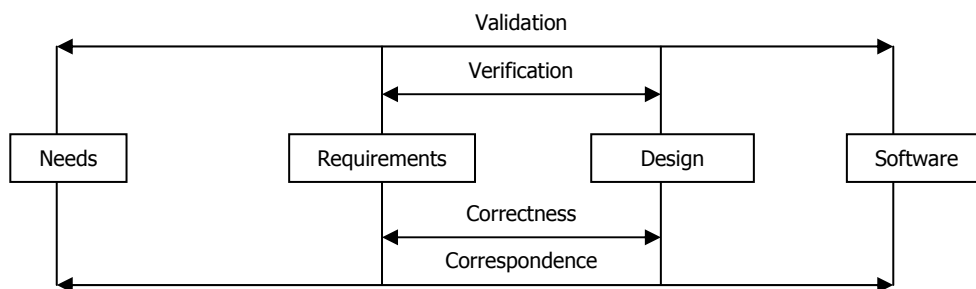 Validation
Verification
Needs
Requirements
Design
Software
Correctness
Correspondence